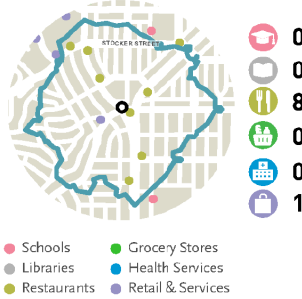 STOCKER STREET
0
0
8
0
0
1
Schools
Libraries
Restaurants
Grocery Stores
Health Services
Retail & Services